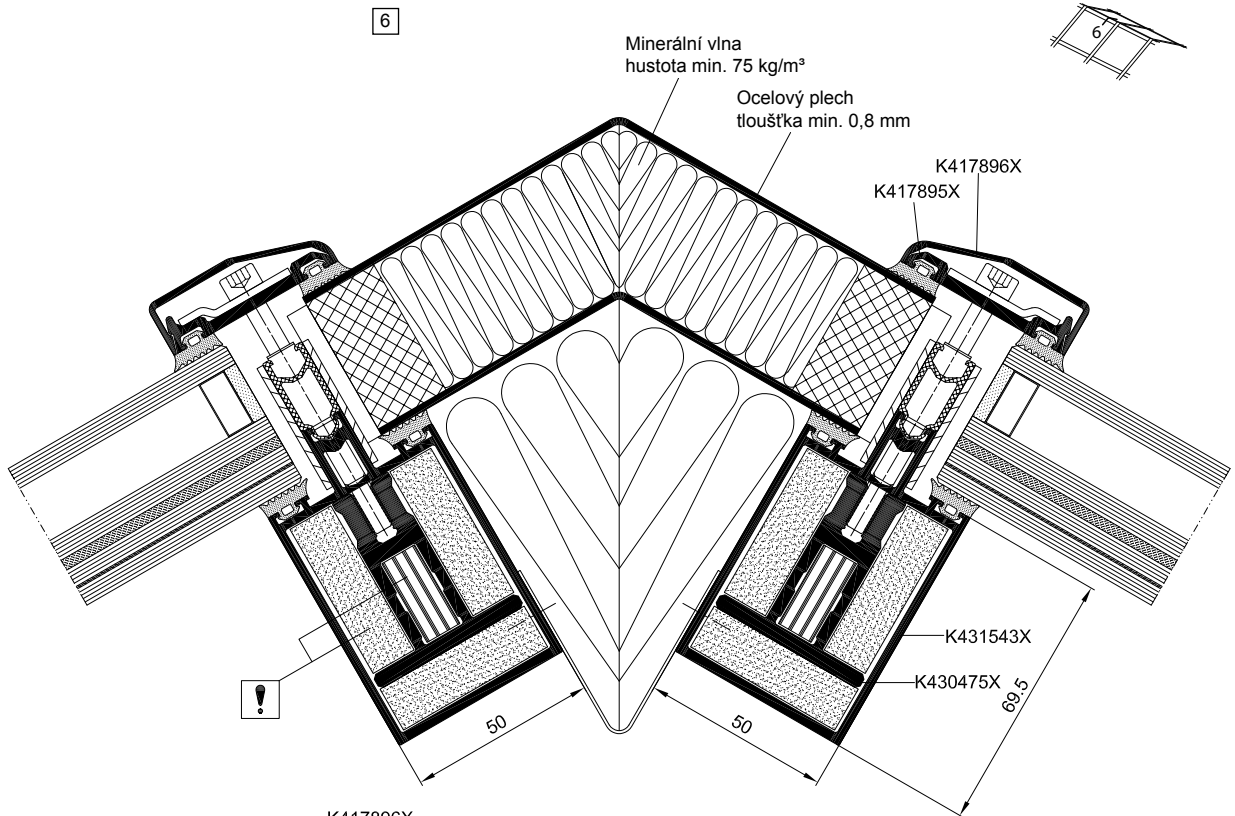 6
6
Minerální vlna
hustota min. 75 kg/m³
Ocelový plech
tloušťka min. 0,8 mm
K417896X
K417895X
K431543X
K430475X
!
50
50
69.5